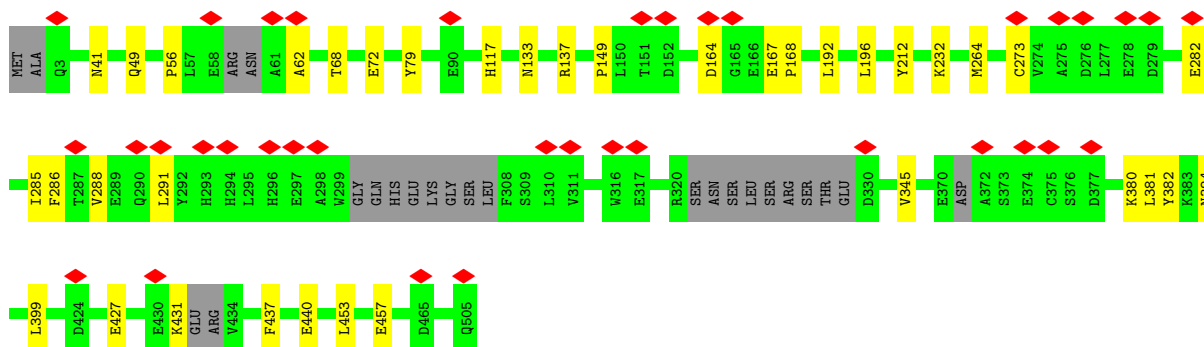 MET ALA Q3 N41 Q49 P56 L57 E58 ARG ASN A61 A62 T68 E72 Y79 E90 H117 N133 R137 P149 L150 T151 D152 D164 G165 E166 E167 P168 L192 L196 Y212 K232 M264 C273 V274 A275 D276 L277 E278 D279 E282
I285 F286 T287 V288 E289 Q290 L291 Y292 H293 H294 L295 H296 E297 A298 W299 GLY GLN HIS GLU LYS GLY SER LEU F308 S309 L310 V311 W316 E317 R320 SER ASN SER LEU SER ARG SER THR GLU D330 V345 E370 ASP A372 S373 E374 C375 S376 D377 K380 L381 Y382 K383
L399 D424 E427 E430 K431 GLU ARG V434 F437 E440 L453 E457 D465 Q505